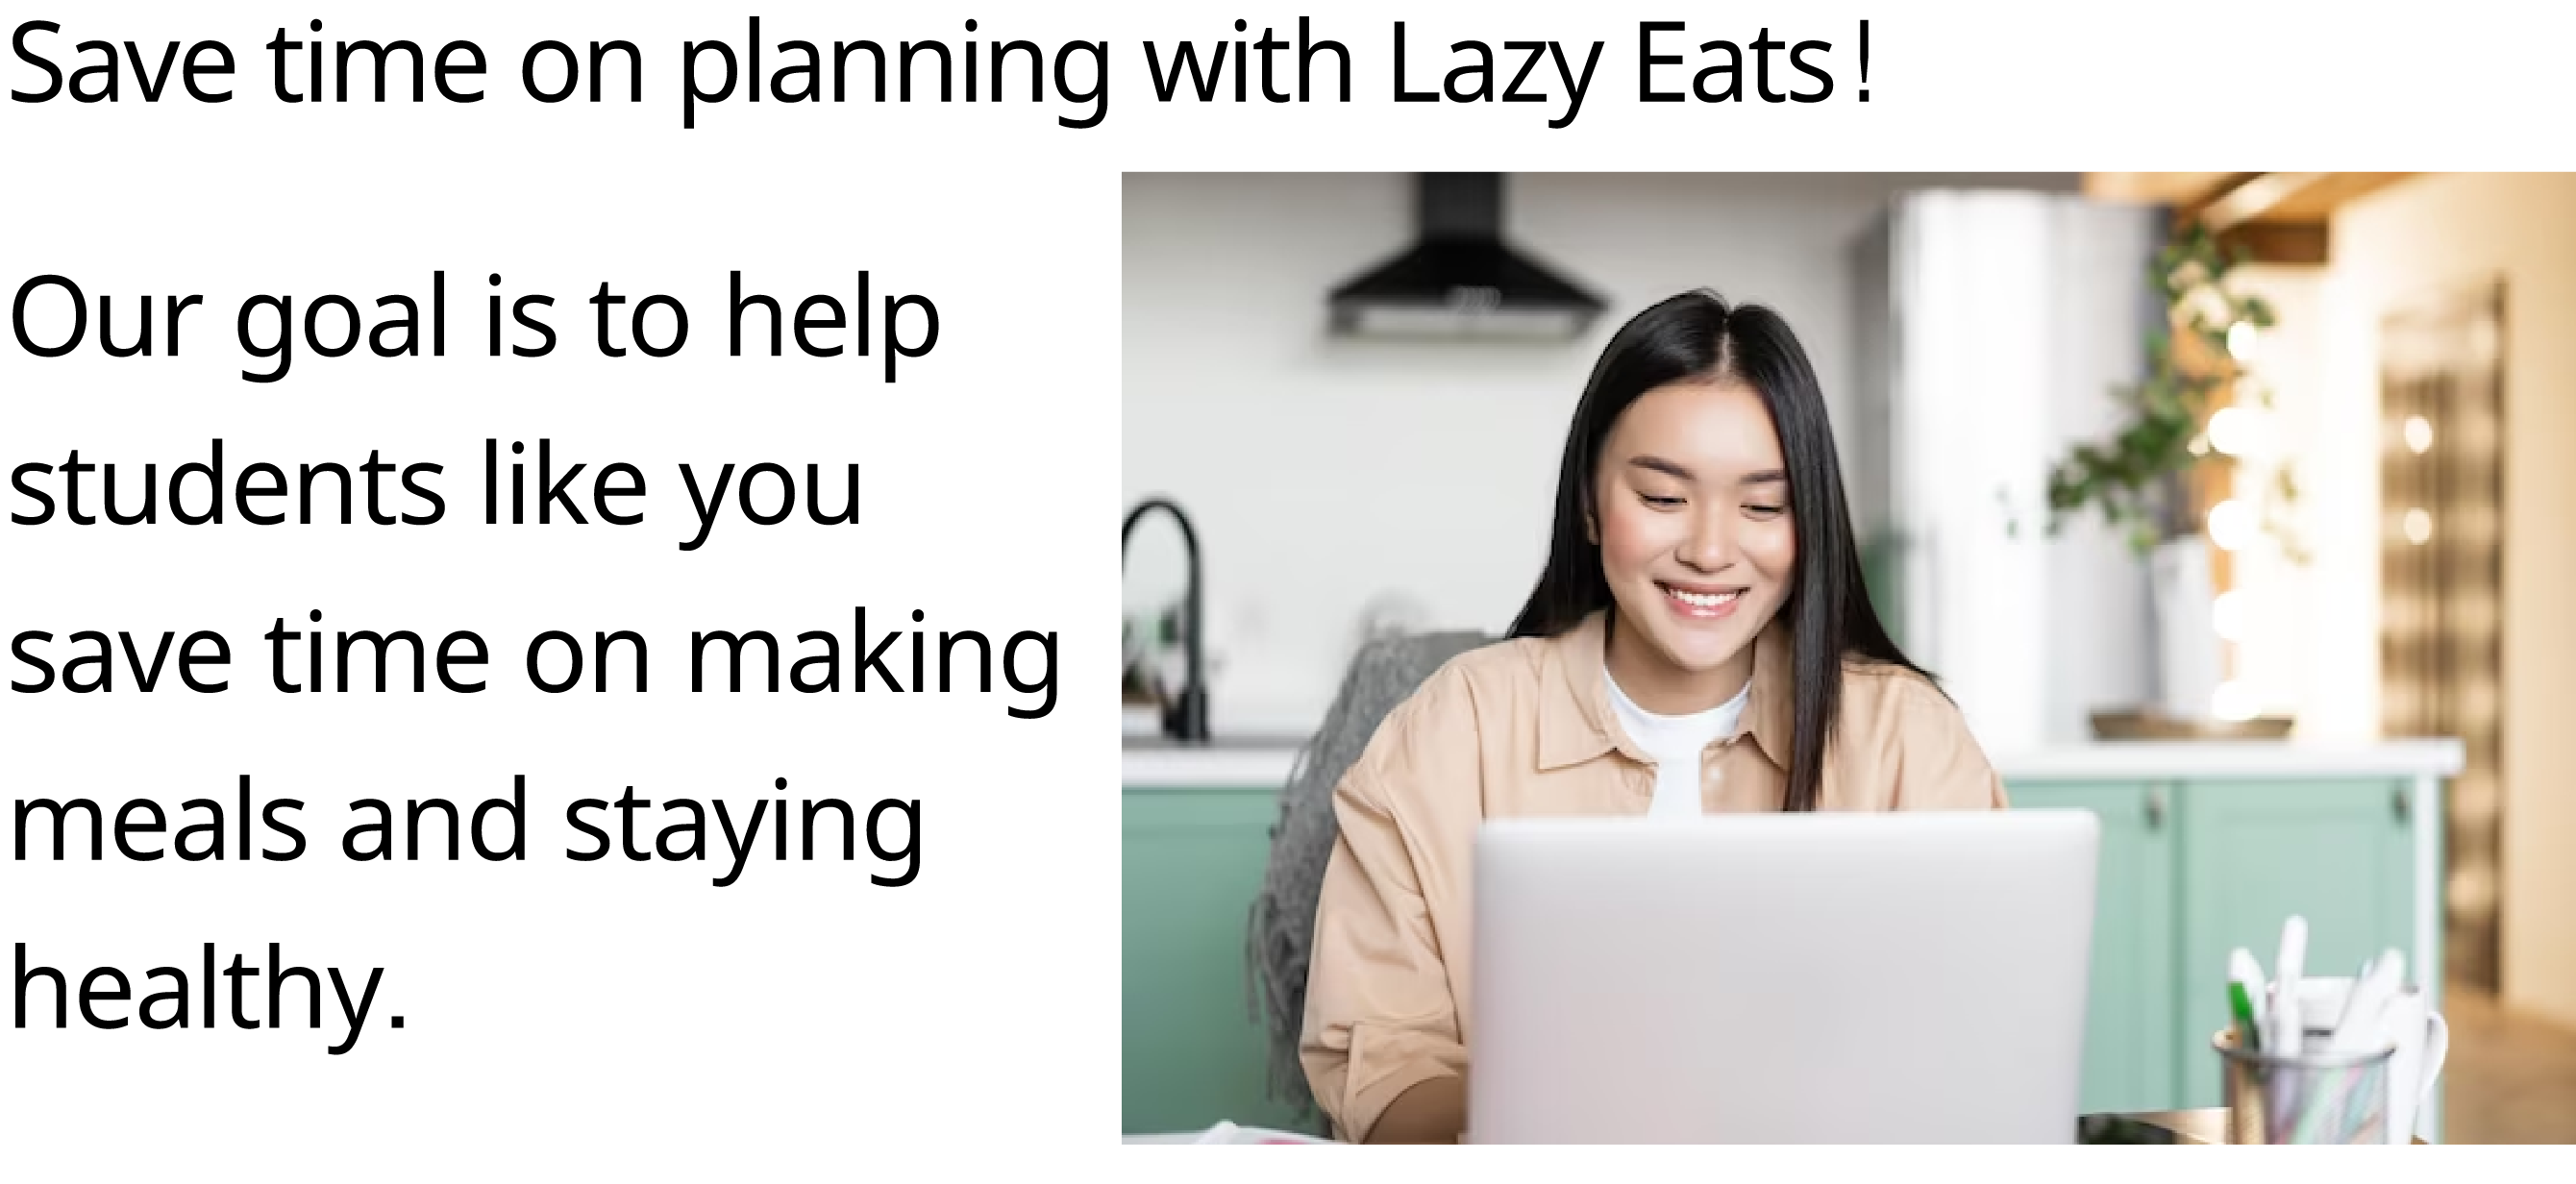 Save time on planning with Lazy Eats!
Our goal is to help
students like you
save time on making
meals and staying
healthy.